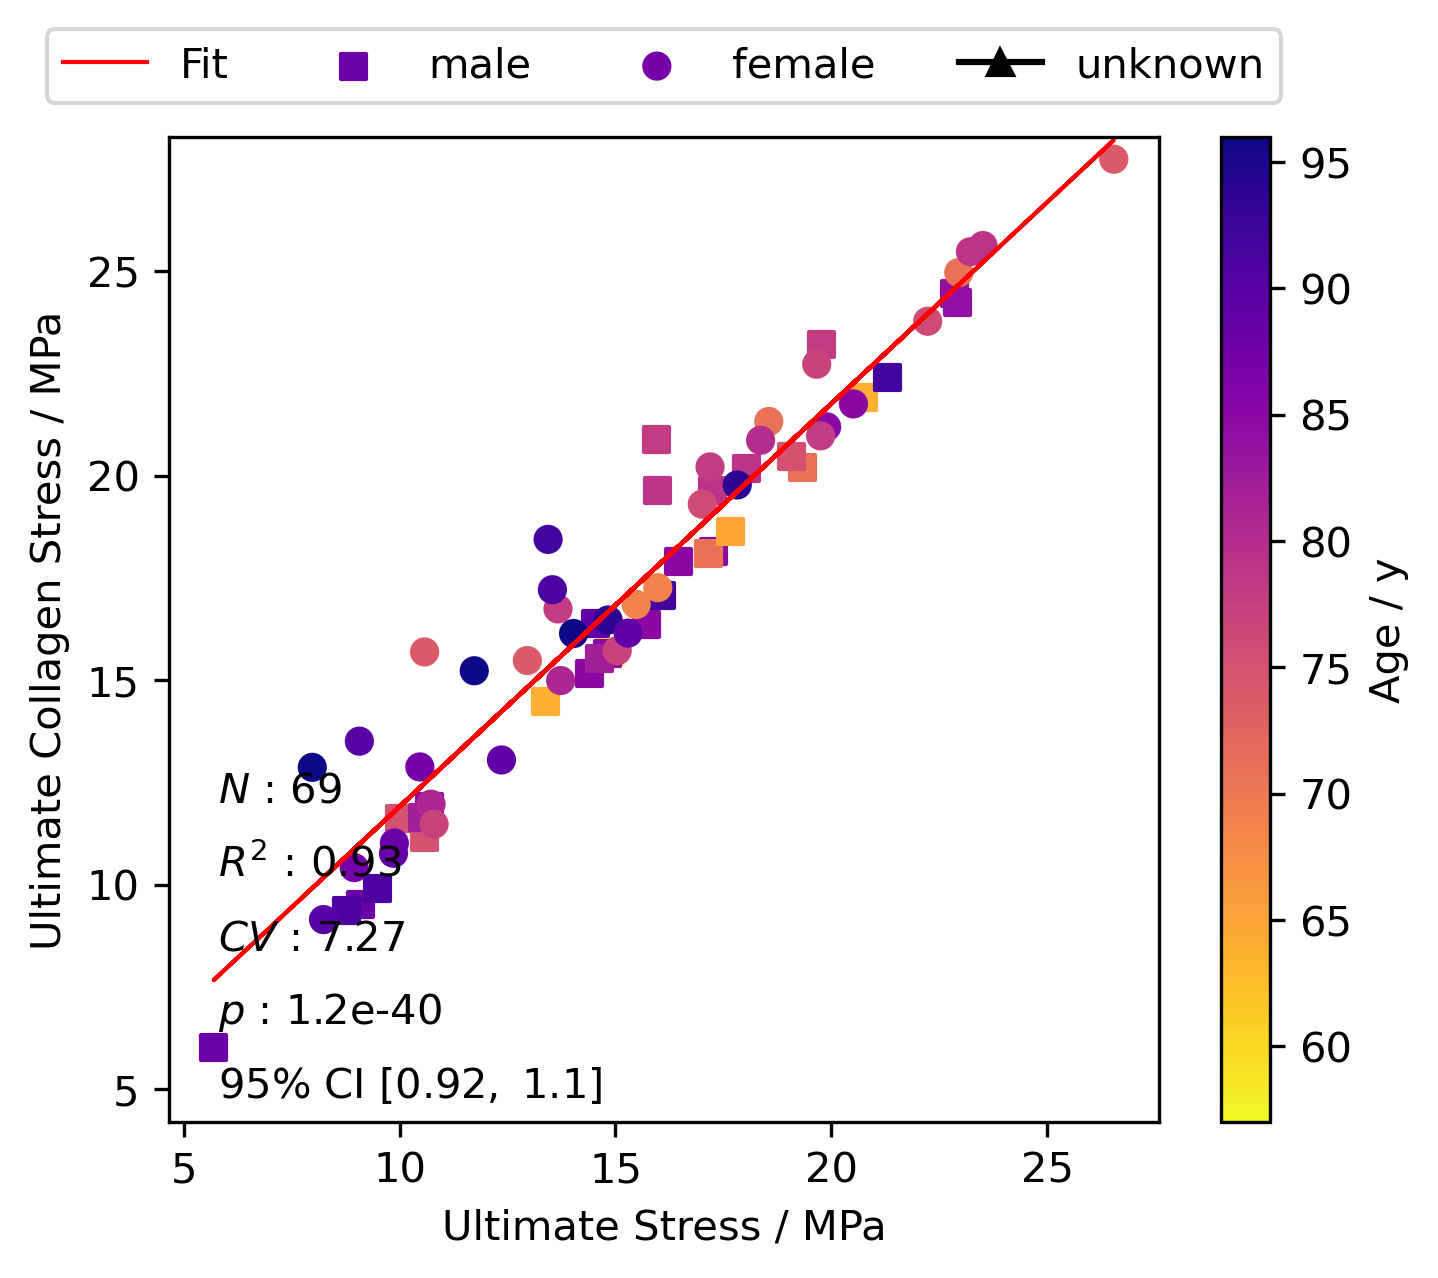 Fit male female unknown
Ultimate Collagen Stress / MPa
25
20
15
10
5
N : 69
R² : 0.93
CV : 7.27
p : 1.2e-40
95% CI [0.92, 1.1]
5 10 15 20 25
Ultimate Stress / MPa
95
90
85
80
75
70
65
60
Age / y